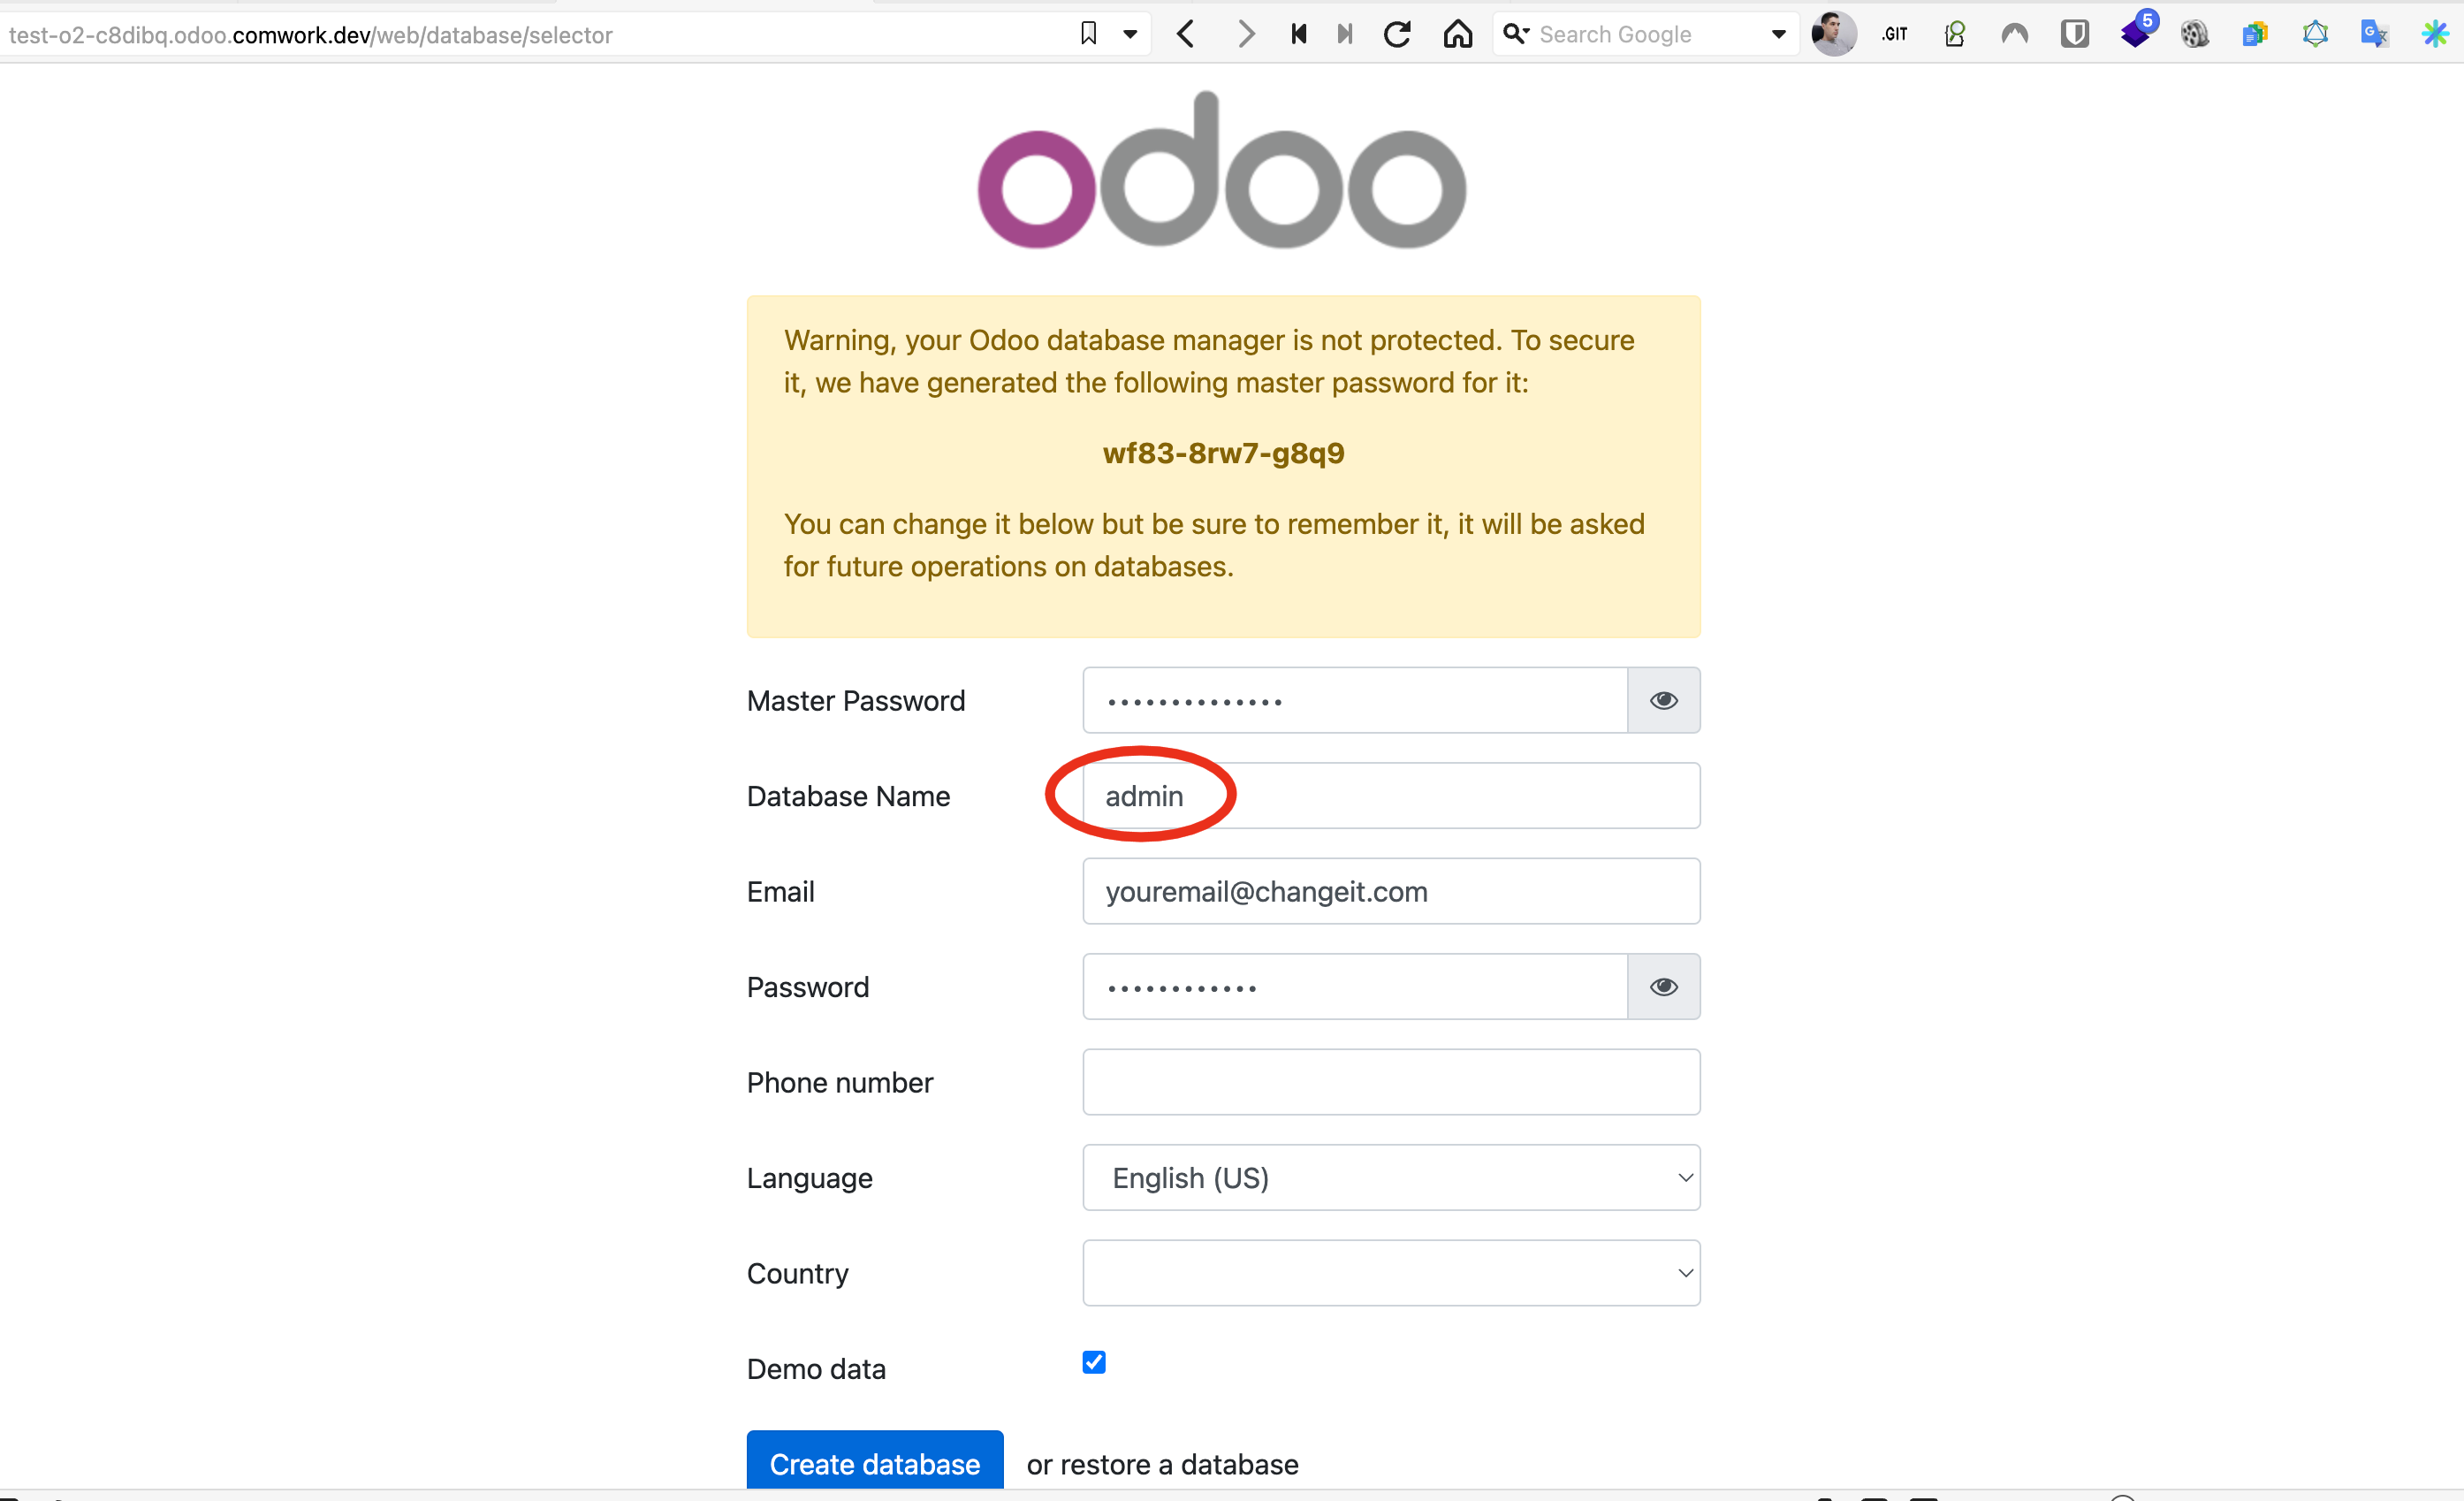 test-o2-c8dibq.odoo.comwork.dev/web/database/selector
Search Google
.GIT
5
odoo
Warning, your Odoo database manager is not protected. To secure
it, we have generated the following master password for it:
wf83-8rw7-g8q9
You can change it below but be sure to remember it, it will be asked
for future operations on databases.
Master Password
••••••••••••••
Database Name
admin
Email
youremail@changeit.com
Password
••••••••••••
Phone number
Language
English (US)
Country
Demo data
Create database or restore a database